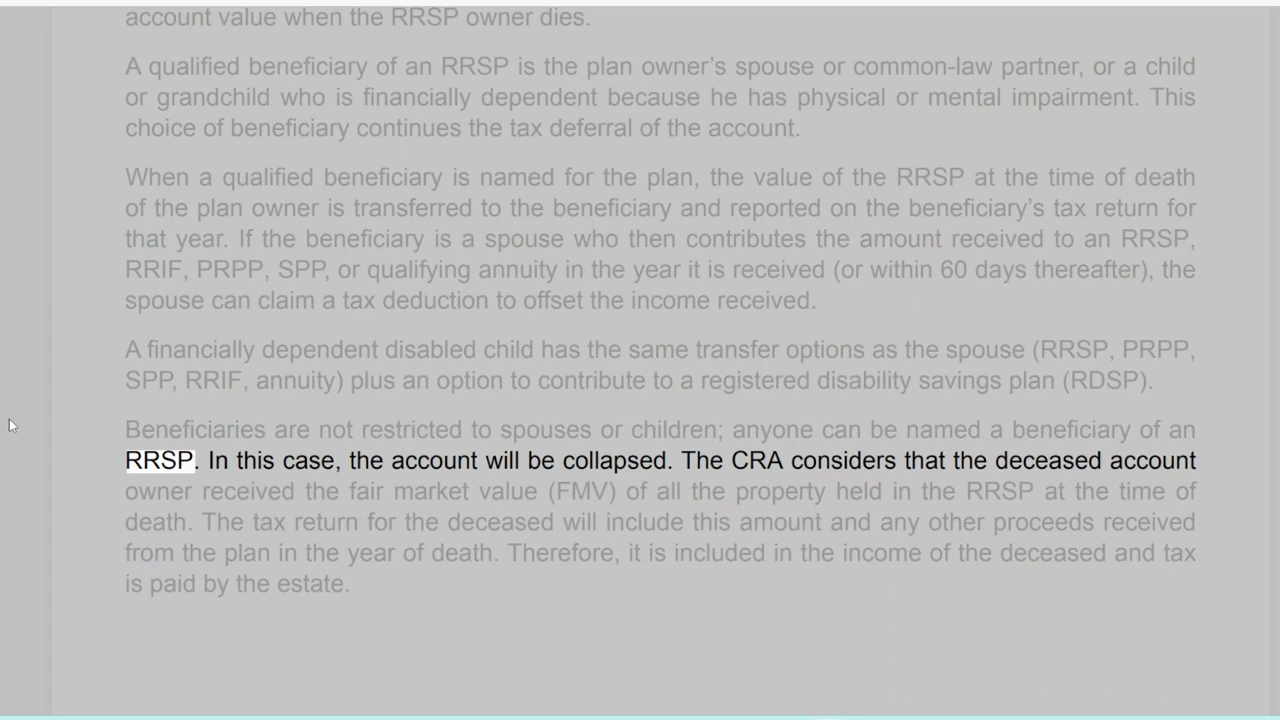 account value when the RRSP owner dies.
A qualified beneficiary of an RRSP is the plan owner’s spouse or common-law partner, or a child
or grandchild who is financially dependent because he has physical or mental impairment. This
choice of beneficiary continues the tax deferral of the account.
When a qualified beneficiary is named for the plan, the value of the RRSP at the time of death
of the plan owner is transferred to the beneficiary and reported on the beneficiary’s tax return for
that year. If the beneficiary is a spouse who then contributes the amount received to an RRSP,
RRIF, PRPP, SPP, or qualifying annuity in the year it is received (or within 60 days thereafter), the
spouse can claim a tax deduction to offset the income received.
A financially dependent disabled child has the same transfer options as the spouse (RRSP, PRPP,
SPP, RRIF, annuity) plus an option to contribute to a registered disability savings plan (RDSP).
Beneficiaries are not restricted to spouses or children; anyone can be named a beneficiary of an
RRSP. In this case, the account will be collapsed. The CRA considers that the deceased account
owner received the fair market value (FMV) of all the property held in the RRSP at the time of
death. The tax return for the deceased will include this amount and any other proceeds received
from the plan in the year of death. Therefore, it is included in the income of the deceased and tax
is paid by the estate.